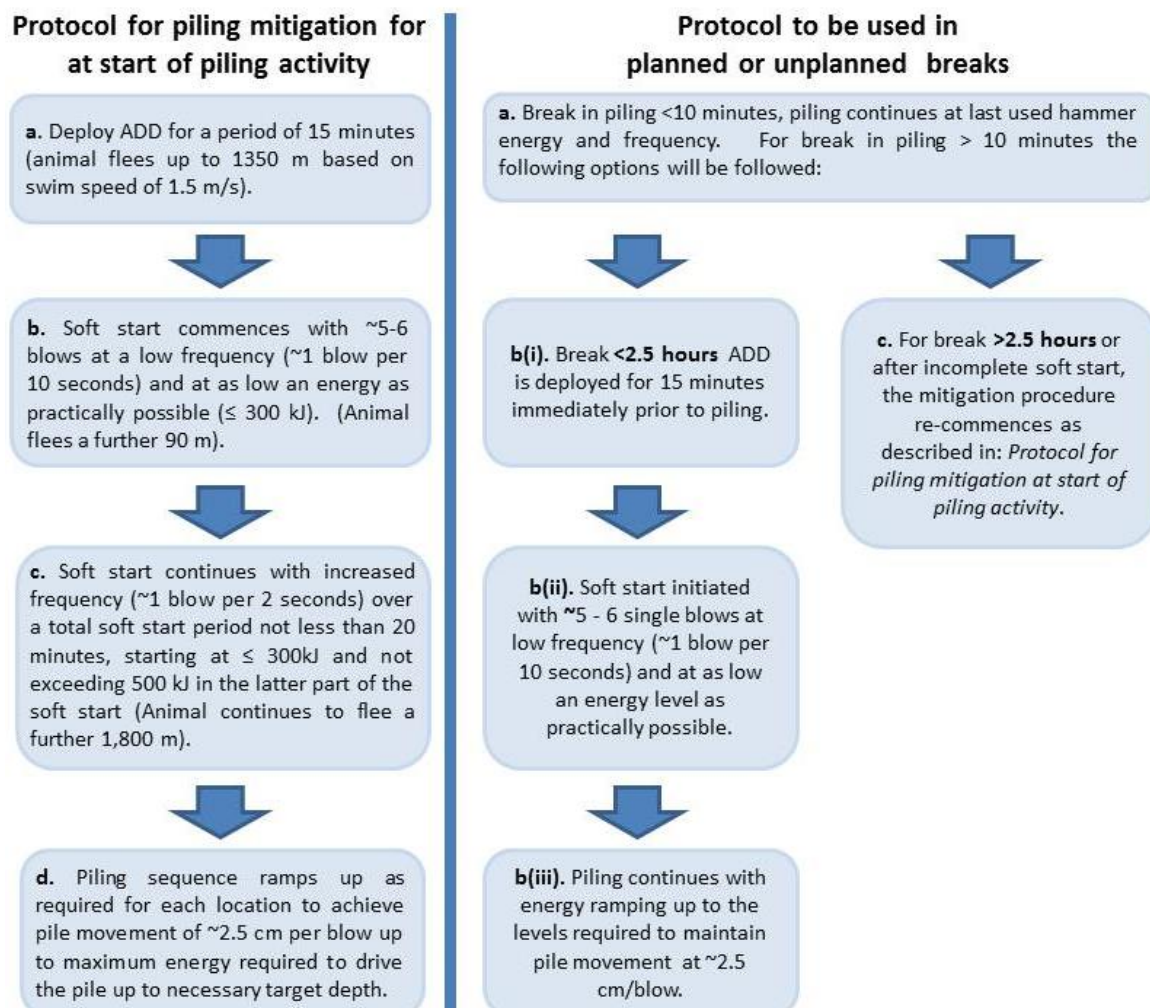 Protocol for piling mitigation for
at start of piling activity
a. Deploy ADD for a period of 15 minutes
(animal flees up to 1350 m based on
swim speed of 1.5 m/s).
b. Soft start commences with ~5-6
blows at a low frequency (~1 blow per
10 seconds) and at as low an energy as
practically possible (≤ 300 kJ). (Animal
flees a further 90 m).
c. Soft start continues with increased
frequency (~1 blow per 2 seconds) over
a total soft start period not less than 20
minutes, starting at ≤ 300kJ and not
exceeding 500 kJ in the latter part of the
soft start (Animal continues to flee a
further 1,800 m).
d. Piling sequence ramps up as
required for each location to achieve
pile movement of ~2.5 cm per blow up
to maximum energy required to drive
the pile up to necessary target depth.
Protocol to be used in
planned or unplanned breaks
a. Break in piling <10 minutes, piling continues at last used hammer
energy and frequency. For break in piling > 10 minutes the
following options will be followed:
b(i). Break <2.5 hours ADD
is deployed for 15 minutes
immediately prior to piling.
b(ii). Soft start initiated
with ~5 - 6 single blows at
low frequency (~1 blow per
10 seconds) and at as low
an energy level as
practically possible.
b(iii). Piling continues with
energy ramping up to the
levels required to maintain
pile movement at ~2.5
cm/blow.
c. For break >2.5 hours or
after incomplete soft start,
the mitigation procedure
re-commences as
described in: Protocol for
piling mitigation at start of
piling activity.